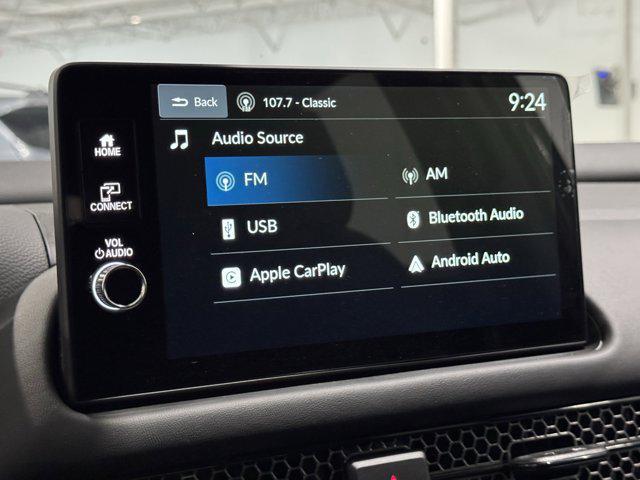 Back
107.7 - Classic
9:24
Audio Source
HOME
CONNECT
VOL
AUDIO
FM
AM
USB
Bluetooth Audio
Apple CarPlay
Android Auto